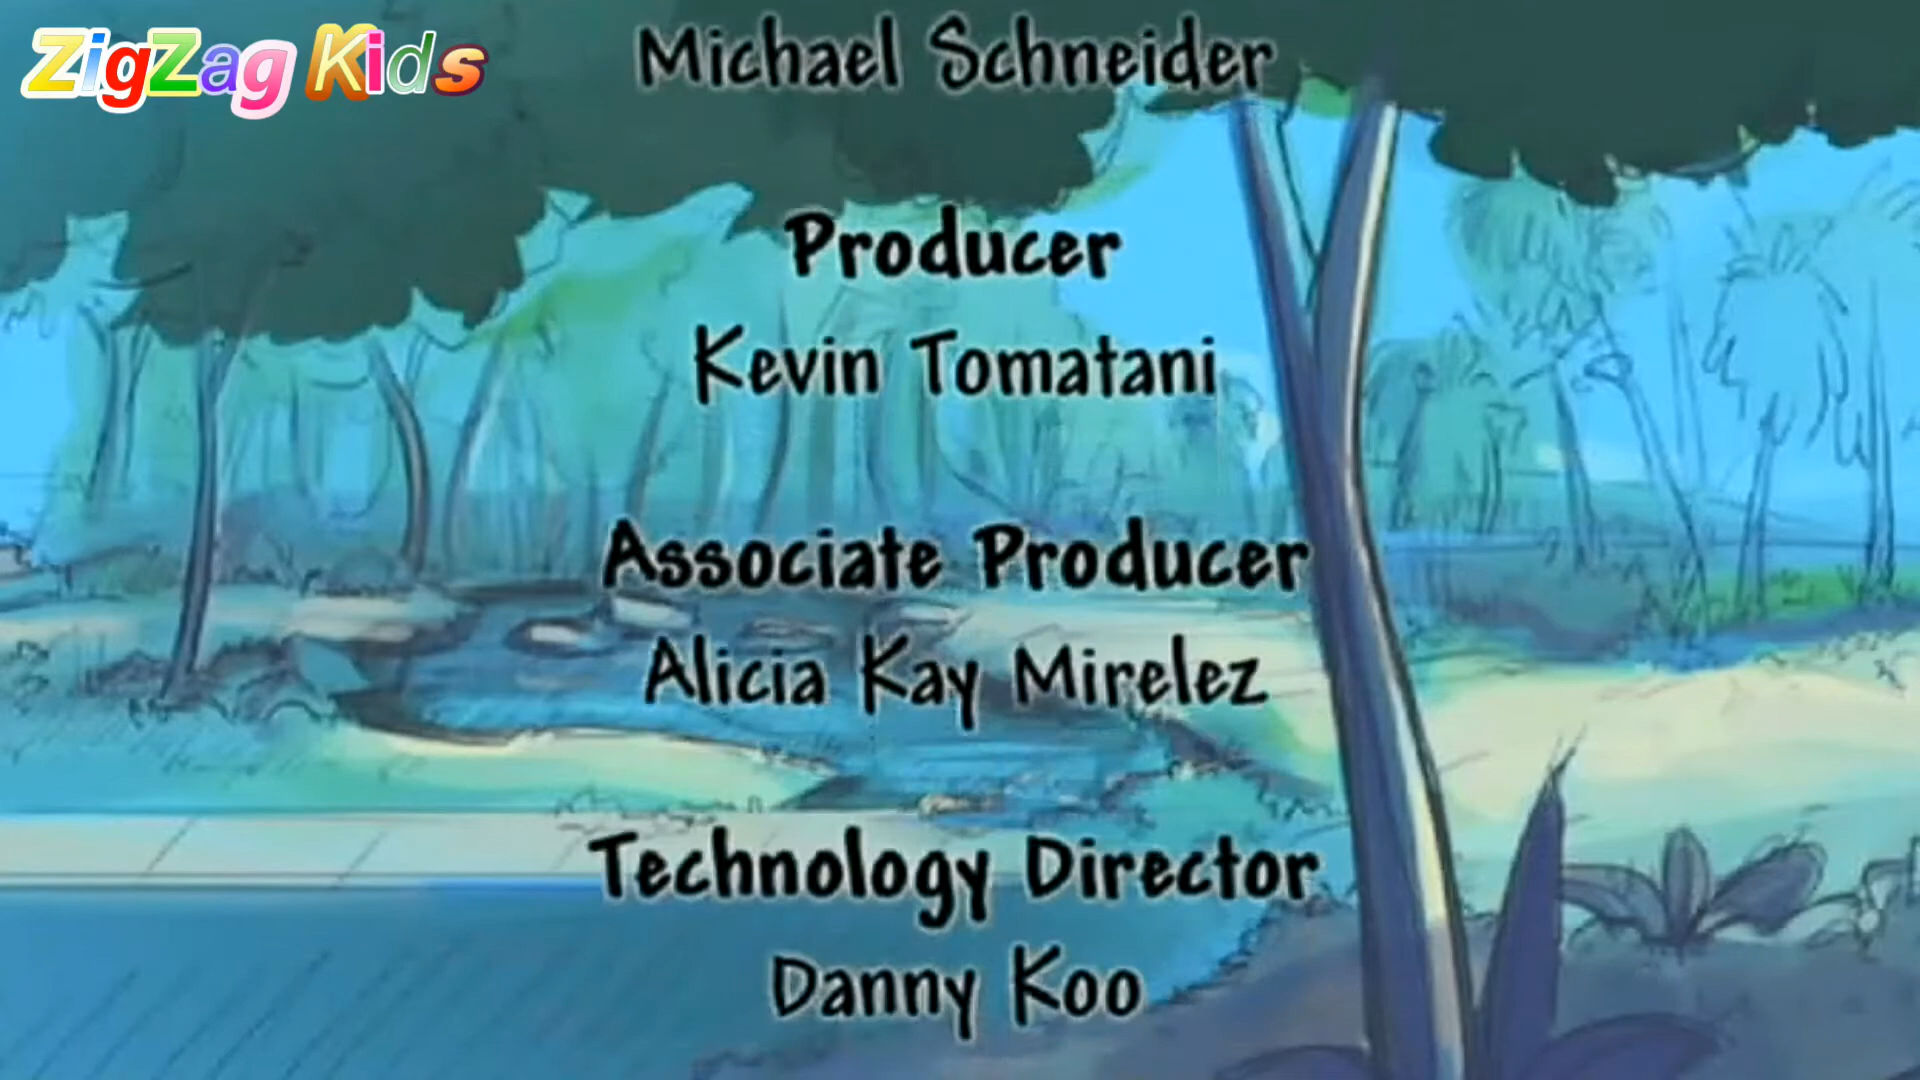 ZigZag Kids
Michael Schneider
Producer
Kevin Tomatani
Associate Producer
Alicia Kay Mirelez
Technology Director
Danny Koo